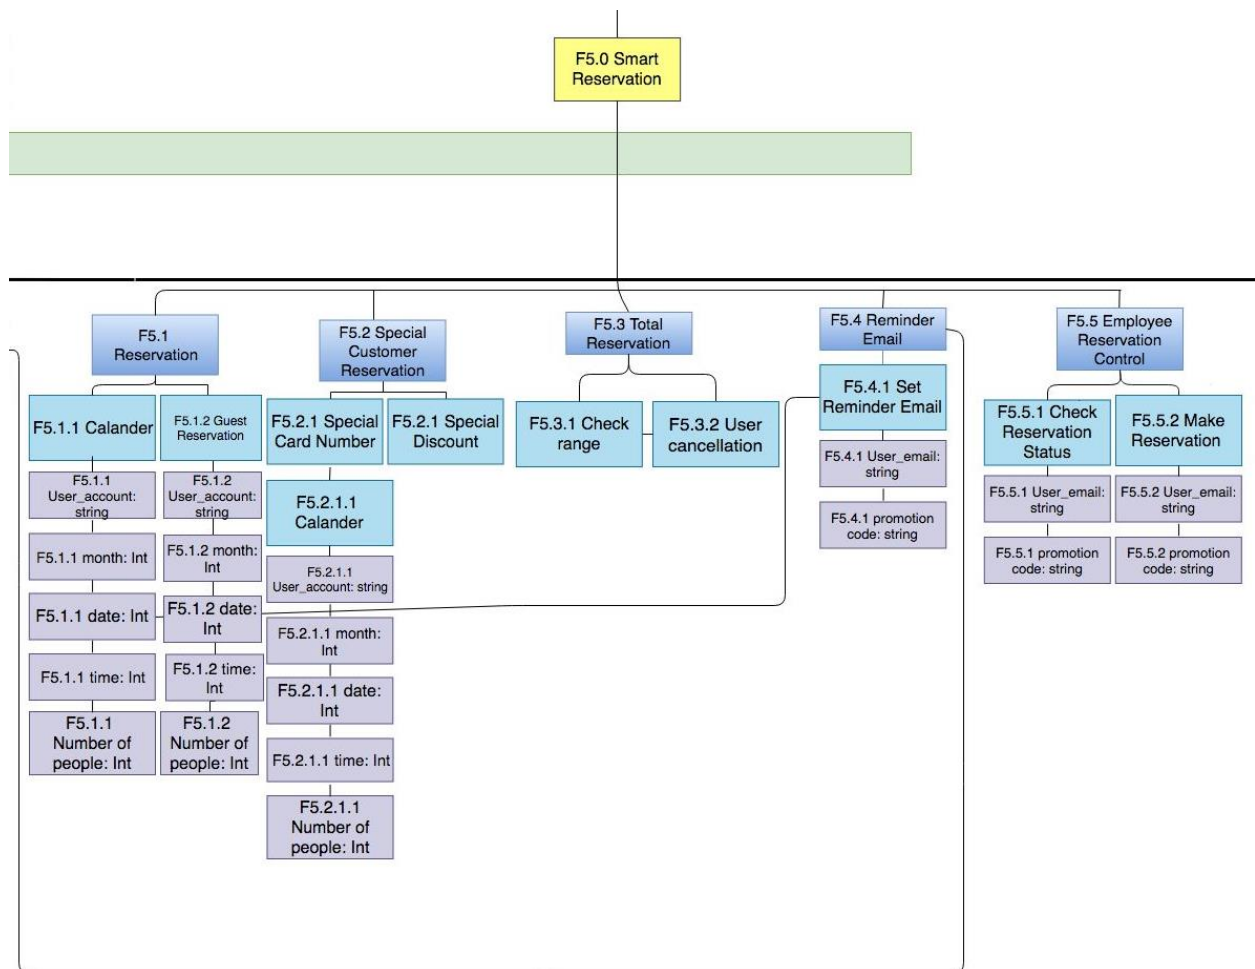 F5.0 Smart
Reservation
F5.1
Reservation
F5.2 Special
Customer
Reservation
F5.3 Total
Reservation
F5.4 Reminder
Email
F5.5 Employee
Reservation
Control
F5.1.1 Calander
F5.1.2 Guest
Reservation
F5.2.1 Special
Card Number
F5.2.1 Special
Discount
F5.3.1 Check
range
F5.3.2 User
cancellation
F5.4.1 Set
Reminder Email
F5.5.1 Check
Reservation
Status
F5.5.2 Make
Reservation
F5.1.1
User_account:
string
F5.1.1 month: Int
F5.1.1 date: Int
F5.1.1 time: Int
F5.1.1
Number of
people: Int
F5.1.2
User_account:
string
F5.1.2 month:
Int
F5.1.2 date:
Int
F5.1.2 time:
Int
F5.1.2
Number of
people: Int
F5.2.1.1
Calander
F5.2.1.1
User_account: string
F5.2.1.1 month:
Int
F5.2.1.1 date:
Int
F5.2.1.1 time: Int
F5.2.1.1
Number of
people: Int
F5.4.1 User_email:
string
F5.4.1 promotion
code: string
F5.5.1 User_email:
string
F5.5.1 promotion
code: string
F5.5.2 User_email:
string
F5.5.2 promotion
code: string